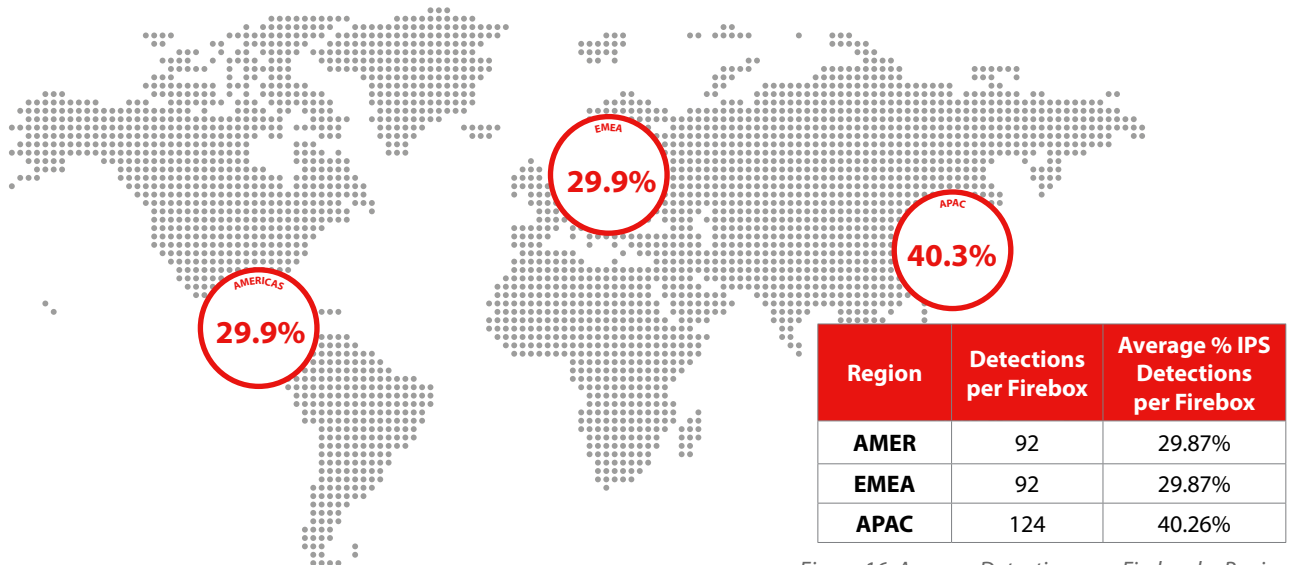 EMEA
29.9%
APAC
40.3%
AMERICAS
29.9%
Region Detections per Firebox Average % IPS Detections per Firebox
AMER 92 29.87%
EMEA 92 29.87%
APAC 124 40.26%